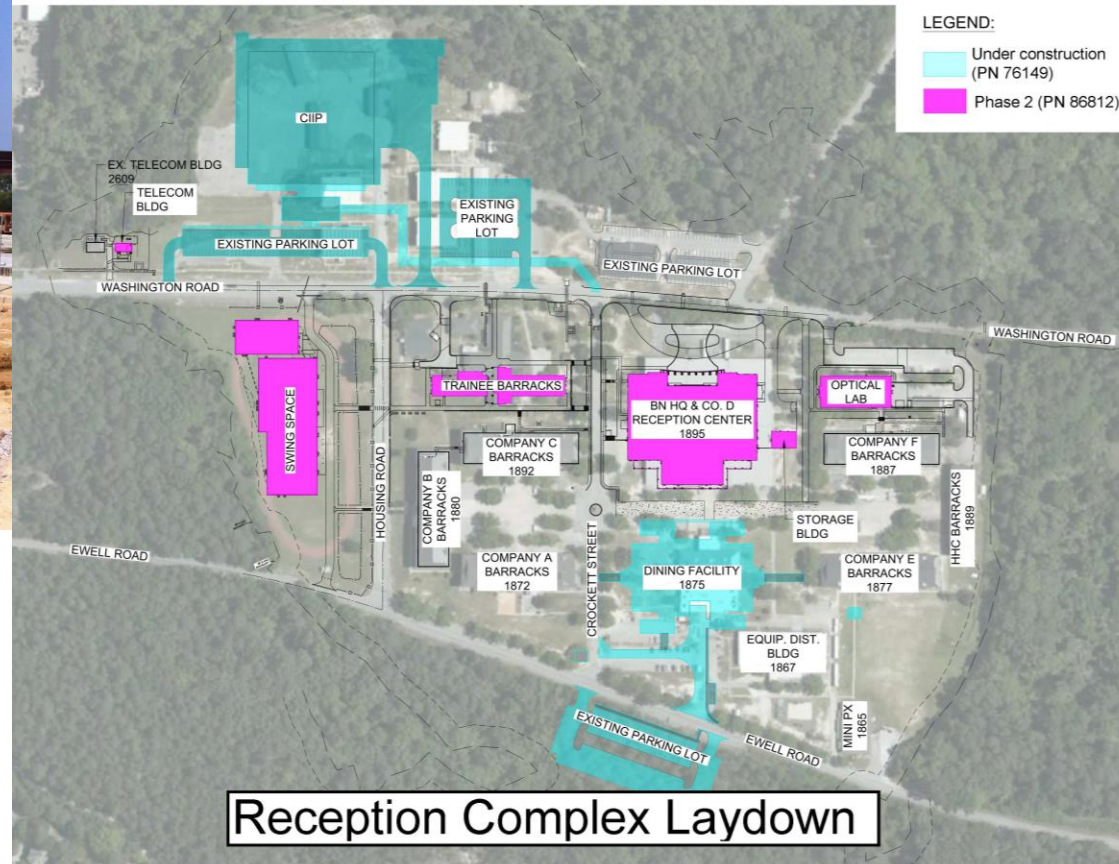 LEGEND:
Under construction
(PN 76149)
Phase 2 (PN 86812)
CIIP
EX. TELECOM BLDG
2609
TELECOM
BLDG
EXISTING PARKING LOT
EXISTING
PARKING
LOT
EXISTING PARKING LOT
WASHINGTON ROAD
WASHINGTON ROAD
SWING SPACE
HOUSING ROAD
TRAINEE BARRACKS
BN HQ & CO. D
RECEPTION CENTER
1895
OPTICAL
LAB
COMPANY C
BARRACKS
1892
COMPANY B
BARRACKS
1880
COMPANY F
BARRACKS
1887
HHC BARRACKS
1889
STORAGE
BLDG
EWELL ROAD
COMPANY A
BARRACKS
1872
CROCKETT STREET
DINING FACILITY
1875
COMPANY E
BARRACKS
1877
EQUIP. DIST.
BLDG
1867
MINI PX
1865
EXISTING PARKING LOT
EWELL ROAD
Reception Complex Laydown